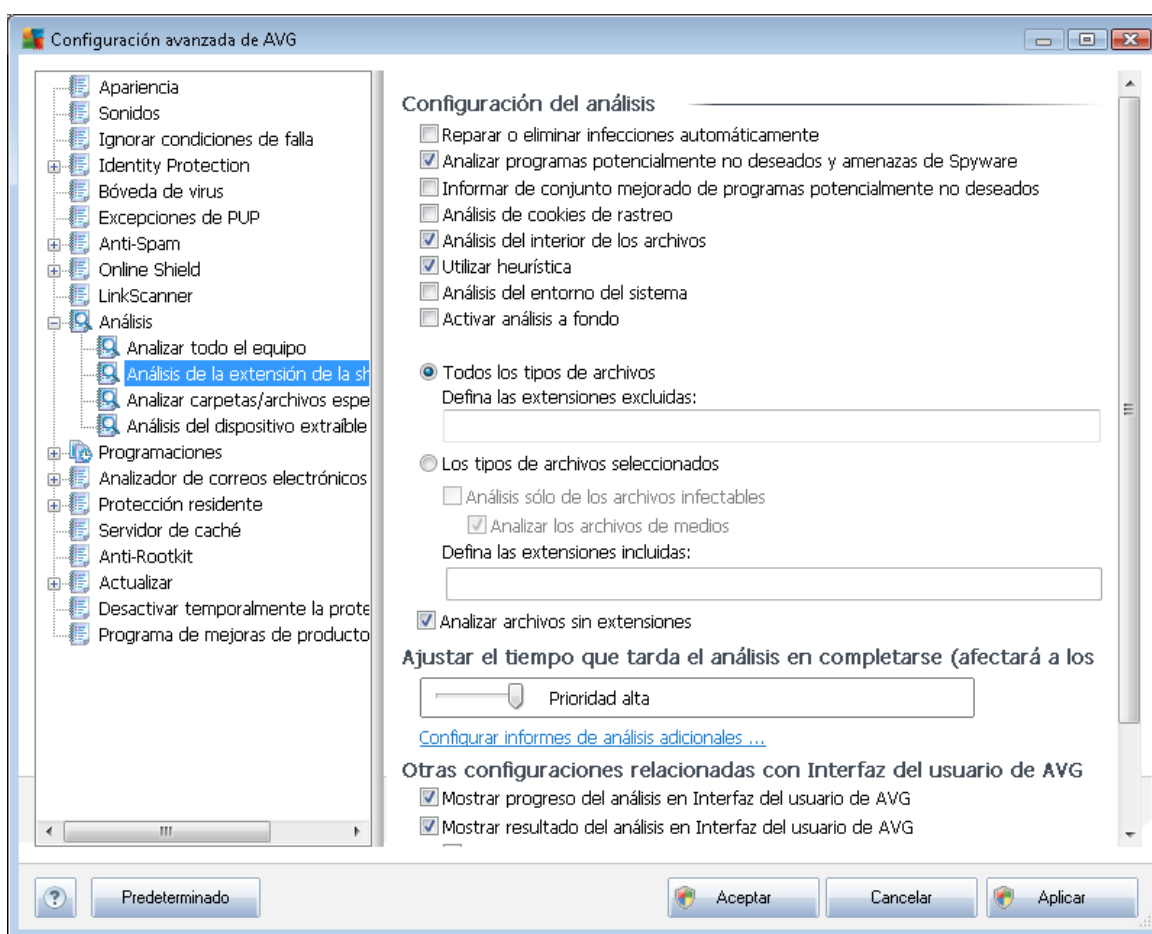 Configuración avanzada de AVG
Apariencia
Sonidos
Ignorar condiciones de falla
Identity Protection
Bóveda de virus
Excepciones de PUP
Anti-Spam
Online Shield
LinkScanner
Análisis
Analizar todo el equipo
Análisis de la extensión de la sh
Analizar carpetas/archivos espe
Análisis del dispositivo extraíble
Programaciones
Analizador de correos electrónicos
Protección residente
Servidor de caché
Anti-Rootkit
Actualizar
Desactivar temporalmente la prote
Programa de mejoras de producto
Configuración del análisis
Reparar o eliminar infecciones automáticamente
Analizar programas potencialmente no deseados y amenazas de Spyware
Informar de conjunto mejorado de programas potencialmente no deseados
Análisis de cookies de rastreo
Análisis del interior de los archivos
Utilizar heurística
Análisis del entorno del sistema
Activar análisis a fondo
Todos los tipos de archivos
Defina las extensiones excluidas:
Los tipos de archivos seleccionados
Análisis sólo de los archivos infectables
Analizar los archivos de medios
Defina las extensiones incluidas:
Analizar archivos sin extensiones
Ajustar el tiempo que tarda el análisis en completarse (afectará a los
Prioridad alta
Configurar informes de análisis adicionales ...
Otras configuraciones relacionadas con Interfaz del usuario de AVG
Mostrar progreso del análisis en Interfaz del usuario de AVG
Mostrar resultado del análisis en Interfaz del usuario de AVG
? Predeterminado Aceptar Cancelar Aplicar